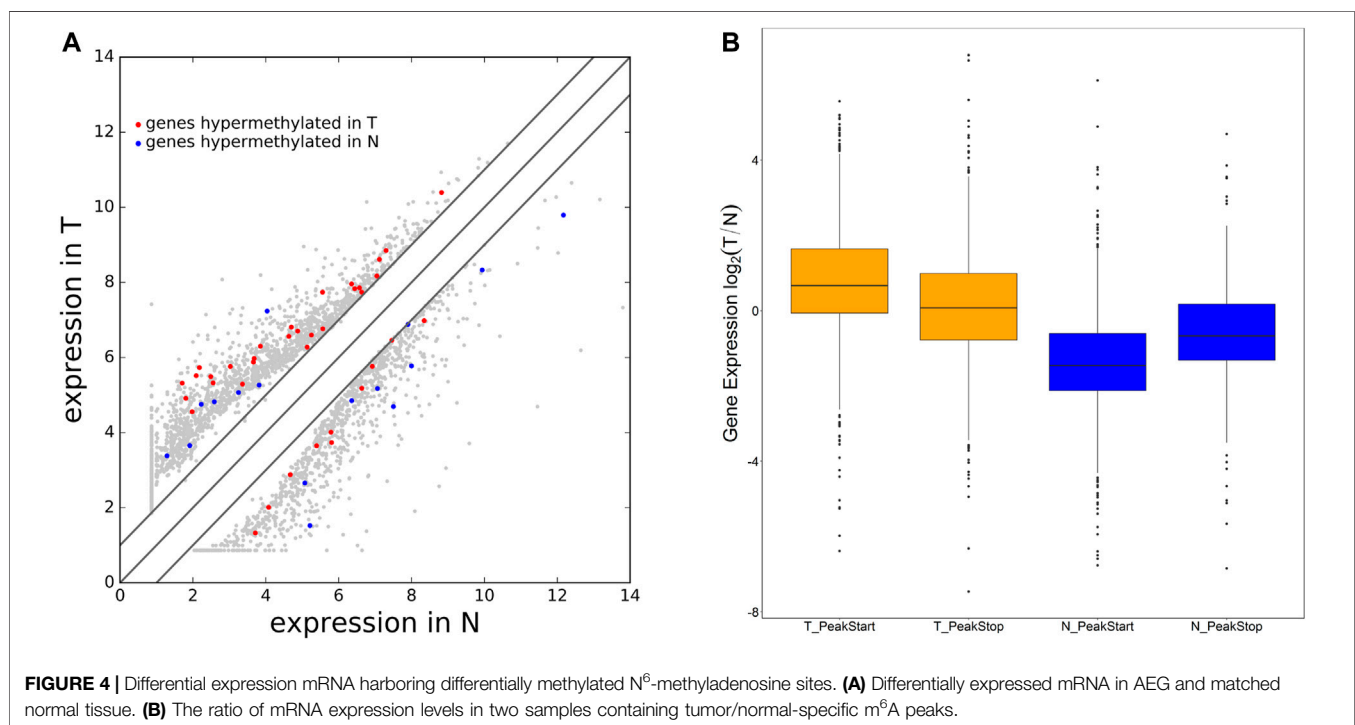 A
14
12
10
8
6
4
2
0
0 2 4 6 8 10 12 14
expression in T
expression in N
genes hypermethylated in T
genes hypermethylated in N
B
4
0
-4
-8
Gene Expression log₂(T/N)
T_PeakStart T_PeakStop N_PeakStart N_PeakStop
FIGURE 4 | Differential expression mRNA harboring differentially methylated N⁶-methyladenosine sites. (A) Differentially expressed mRNA in AEG and matched
normal tissue. (B) The ratio of mRNA expression levels in two samples containing tumor/normal-specific m⁶A peaks.